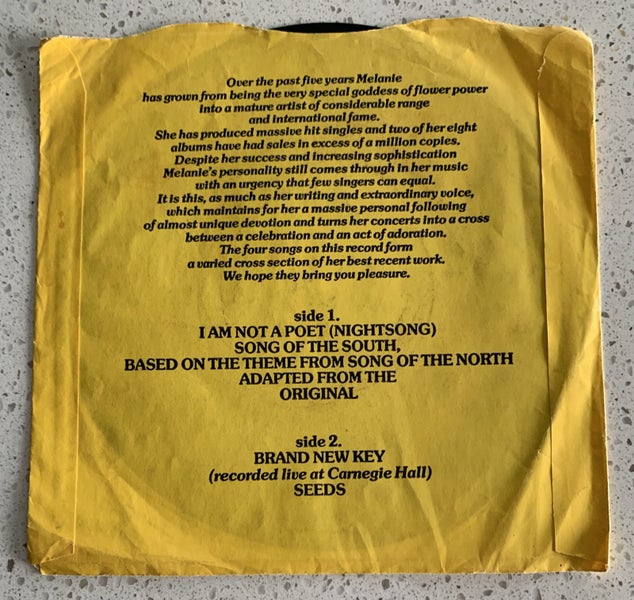 Over the past five years Melanie
has grown from being the very special goddess of flower power
into a mature artist of considerable range
and international fame.
She has produced massive hit singles and two of her eight
albums have had sales in excess of a million copies.
Despite her success and increasing sophistication
Melanie's personality still comes through in her music
with an urgency that few singers can equal.
It is this, as much as her writing and extraordinary voice,
which maintains for her a massive personal following
of almost unique devotion and turns her concerts into a cross
between a celebration and an act of adoration.
The four songs on this record form
a varied cross section of her best recent work.
We hope they bring you pleasure.
side 1.
I AM NOT A POET (NIGHTSONG)
SONG OF THE SOUTH,
BASED ON THE THEME FROM SONG OF THE NORTH
ADAPTED FROM THE
ORIGINAL
side 2.
BRAND NEW KEY
(recorded live at Carnegie Hall)
SEEDS